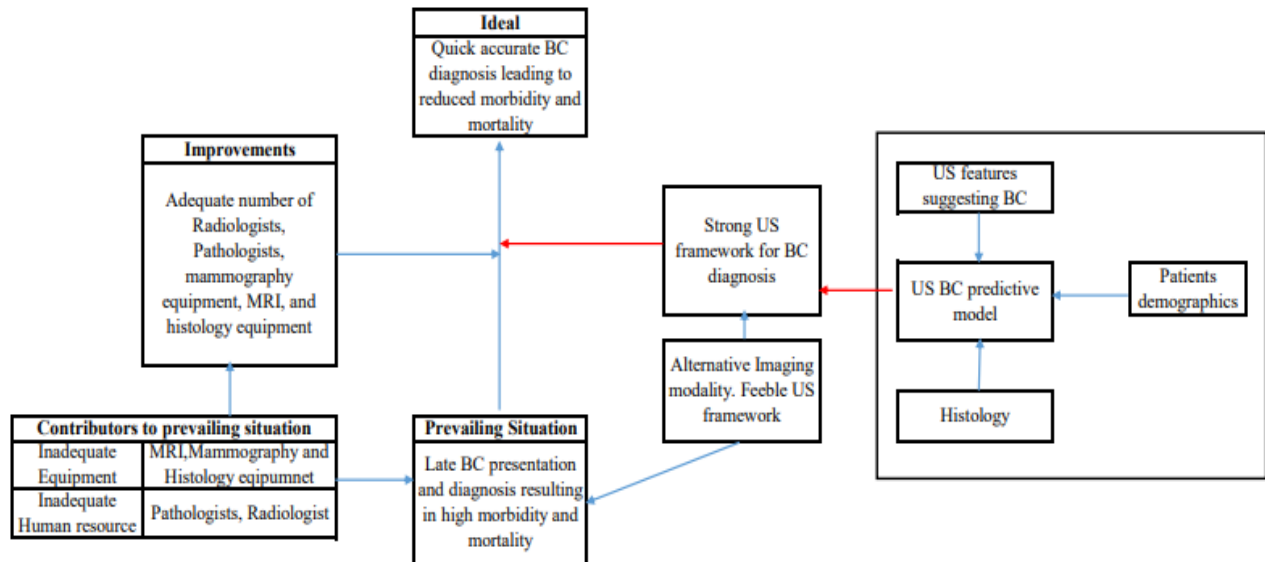 Ideal
Quick accurate BC
diagnosis leading to
reduced morbidity and
mortality
Improvements
Adequate number of
Radiologists,
Pathologists,
mammography
equipment, MRI, and
histology equipment
Contributors to prevailing situation
Inadequate
Equipment
MRI,Mammography and
Histology eqipumnet
Inadequate
Human resource
Pathologists, Radiologist
Prevailing Situation
Late BC presentation
and diagnosis resulting
in high morbidity and
mortality
Strong US
framework for BC
diagnosis
Alternative Imaging
modality. Feeble US
framework
US features
suggesting BC
US BC predictive
model
Patients
demographics
Histology